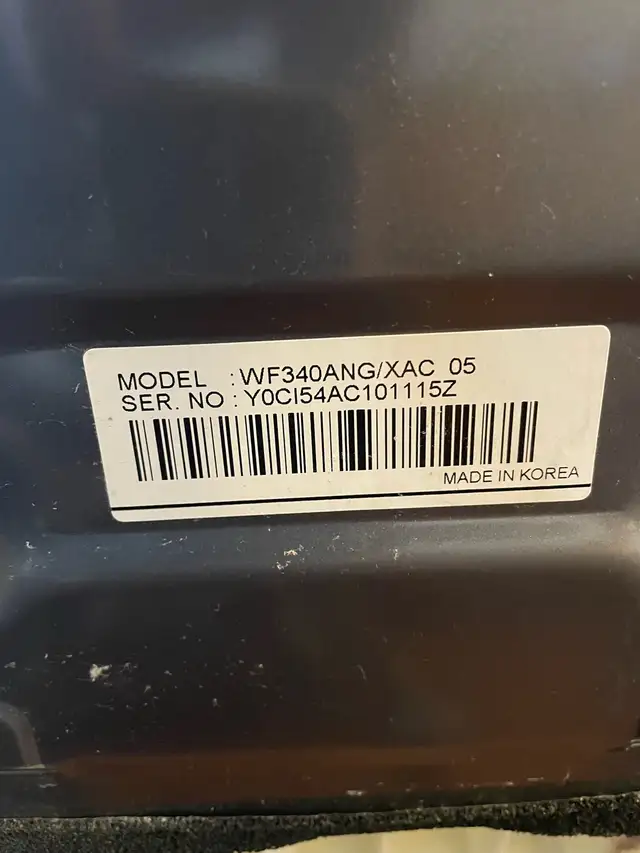 MODEL : WF340ANG/XAC 05
SER. NO : Y0CI54AC101115Z
MADE IN KOREA